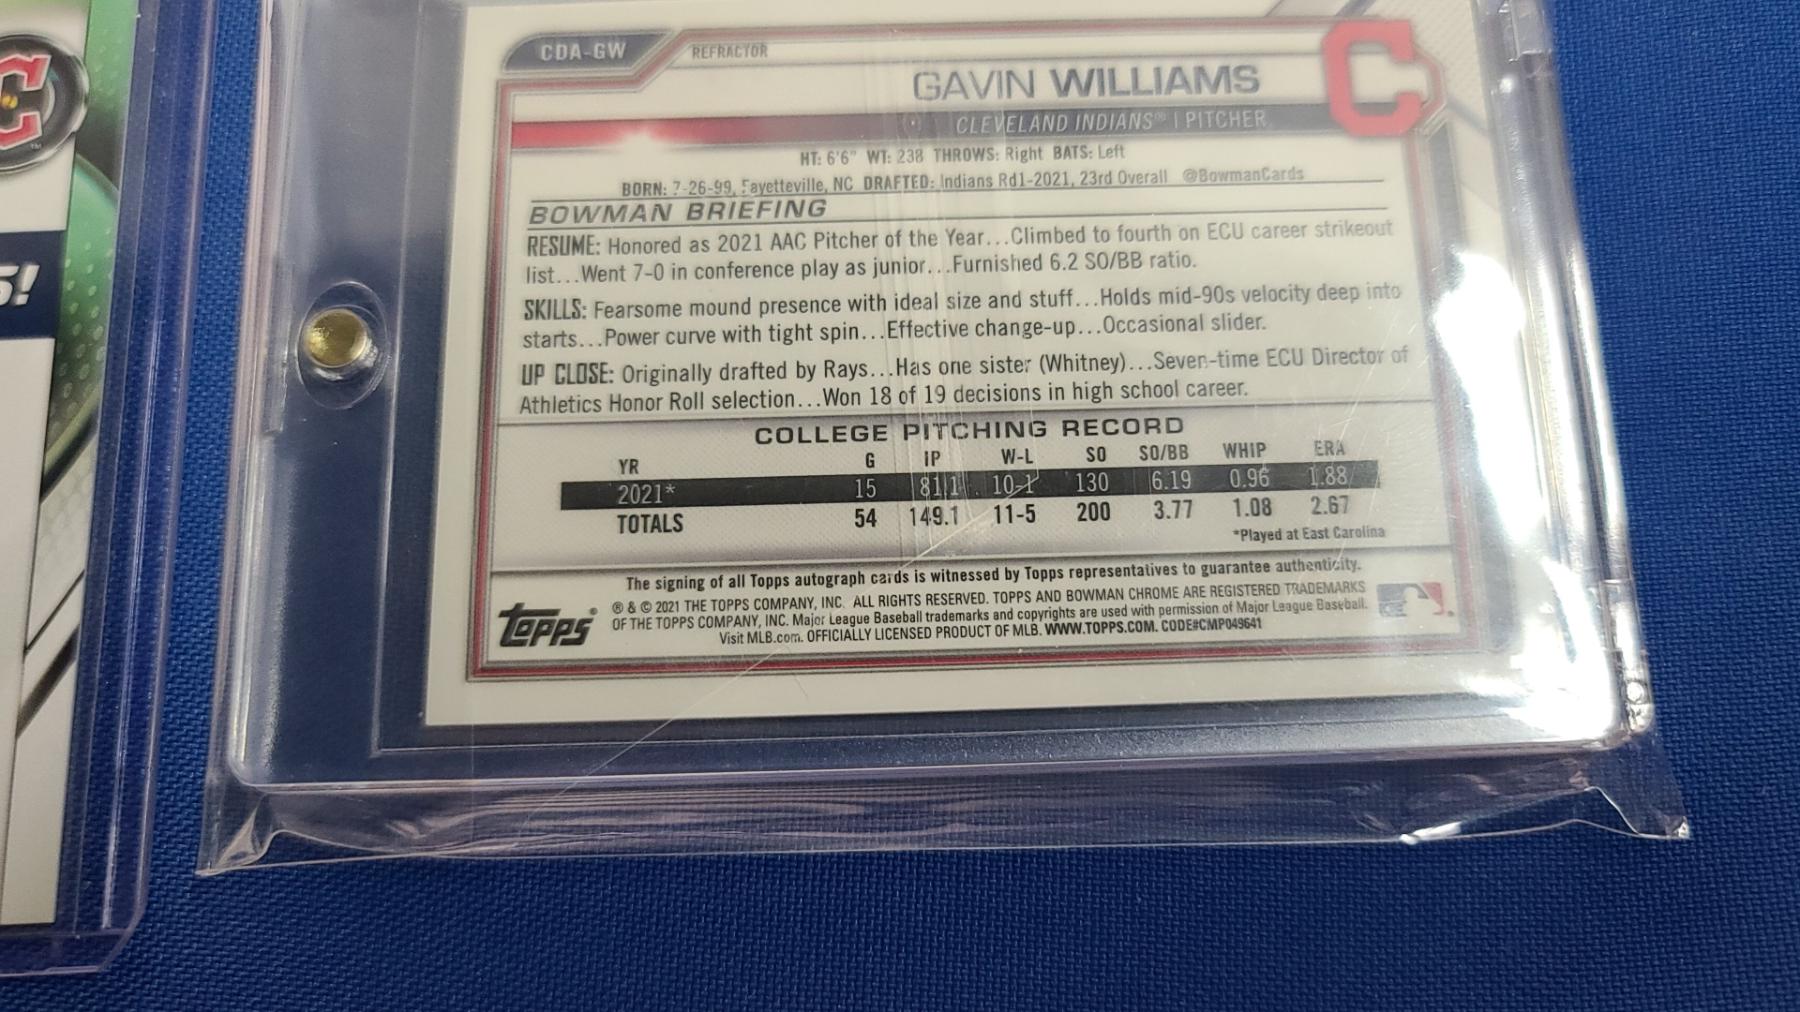 CDA-GW
REFRACTOR
GAVIN WILLIAMS
CLEVELAND INDIANS® | PITCHER
HT: 6'6" WT: 238 THROWS: Right BATS: Left
BORN: 7-26-99, Fayetteville, NC DRAFTED: Indians Rd1-2021, 23rd Overall @BowmanCards
BOWMAN BRIEFING
RESUME: Honored as 2021 AAC Pitcher of the Year...Climbed to fourth on ECU career strikeout
list...Went 7-0 in conference play as junior...Furnished 6.2 SO/BB ratio.
SKILLS: Fearsome mound presence with ideal size and stuff...Holds mid-90s velocity deep into
starts...Power curve with tight spin...Effective change-up...Occasional slider.
UP CLOSE: Originally drafted by Rays...Has one sister (Whitney)...Seven-time ECU Director of
Athletics Honor Roll selection...Won 18 of 19 decisions in high school career.
COLLEGE PITCHING RECORD
YR G IP W-L SO SO/BB WHIP ERA
2021* 15 81.1 10-1 130 6.19 0.96 1.88
TOTALS 54 149.1 11-5 200 3.77 1.08 2.67
*Played at East Carolina
The signing of all Topps autograph cards is witnessed by Topps representatives to guarantee authenticity.
® & © 2021 THE TOPPS COMPANY, INC. ALL RIGHTS RESERVED. TOPPS AND BOWMAN CHROME ARE REGISTERED TRADEMARKS
OF THE TOPPS COMPANY, INC. Major League Baseball trademarks and copyrights are used with permission of Major League Baseball.
Visit MLB.com. OFFICIALLY LICENSED PRODUCT OF MLB. WWW.TOPPS.COM. CODE#CMP049641
Topps®
C
C
TM
S!